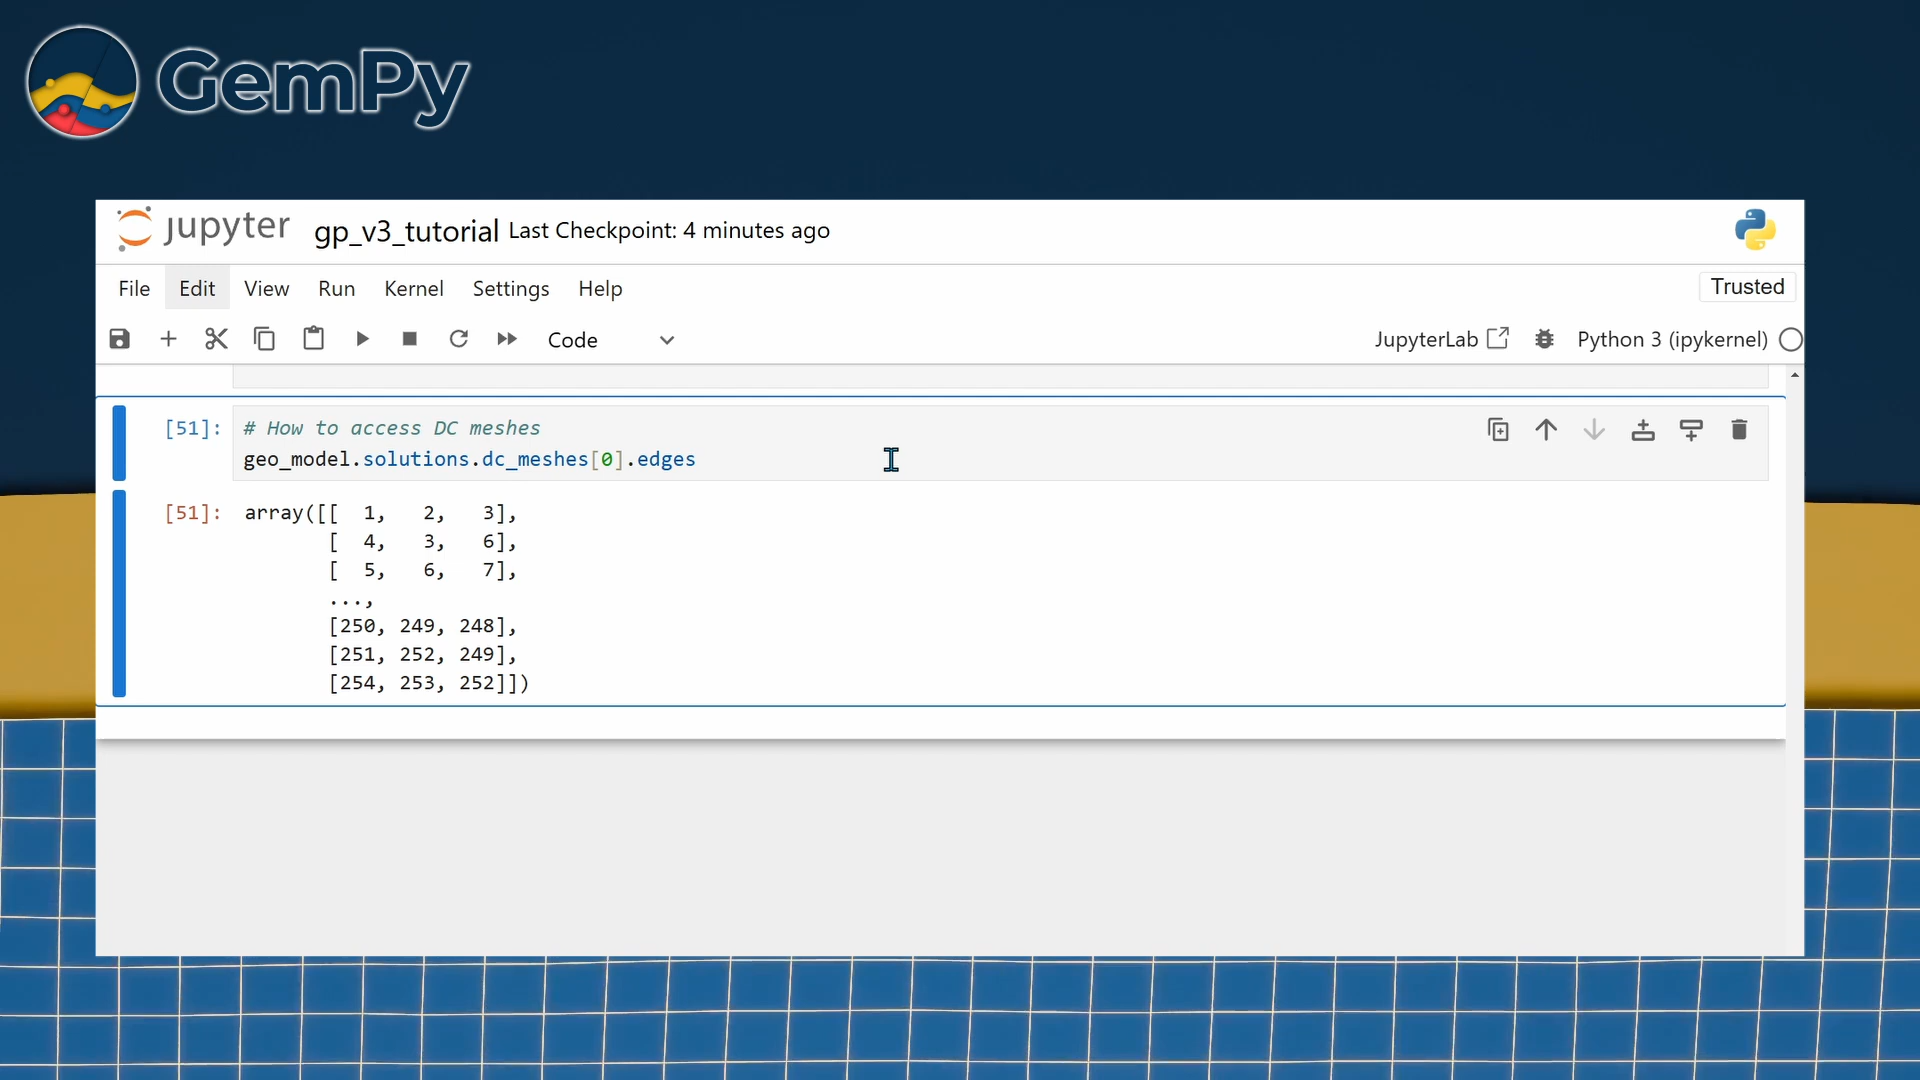 GemPy
jupyter gp_v3_tutorial Last Checkpoint: 4 minutes ago
File Edit View Run Kernel Settings Help Trusted
Code JupyterLab Python 3 (ipykernel)
[51]: # How to access DC meshes
geo_model.solutions.dc_meshes[0].edges
[51]: array([[  1,   2,   3],
[  4,   3,   6],
[  5,   6,   7],
...,
[250, 249, 248],
[251, 252, 249],
[254, 253, 252]])